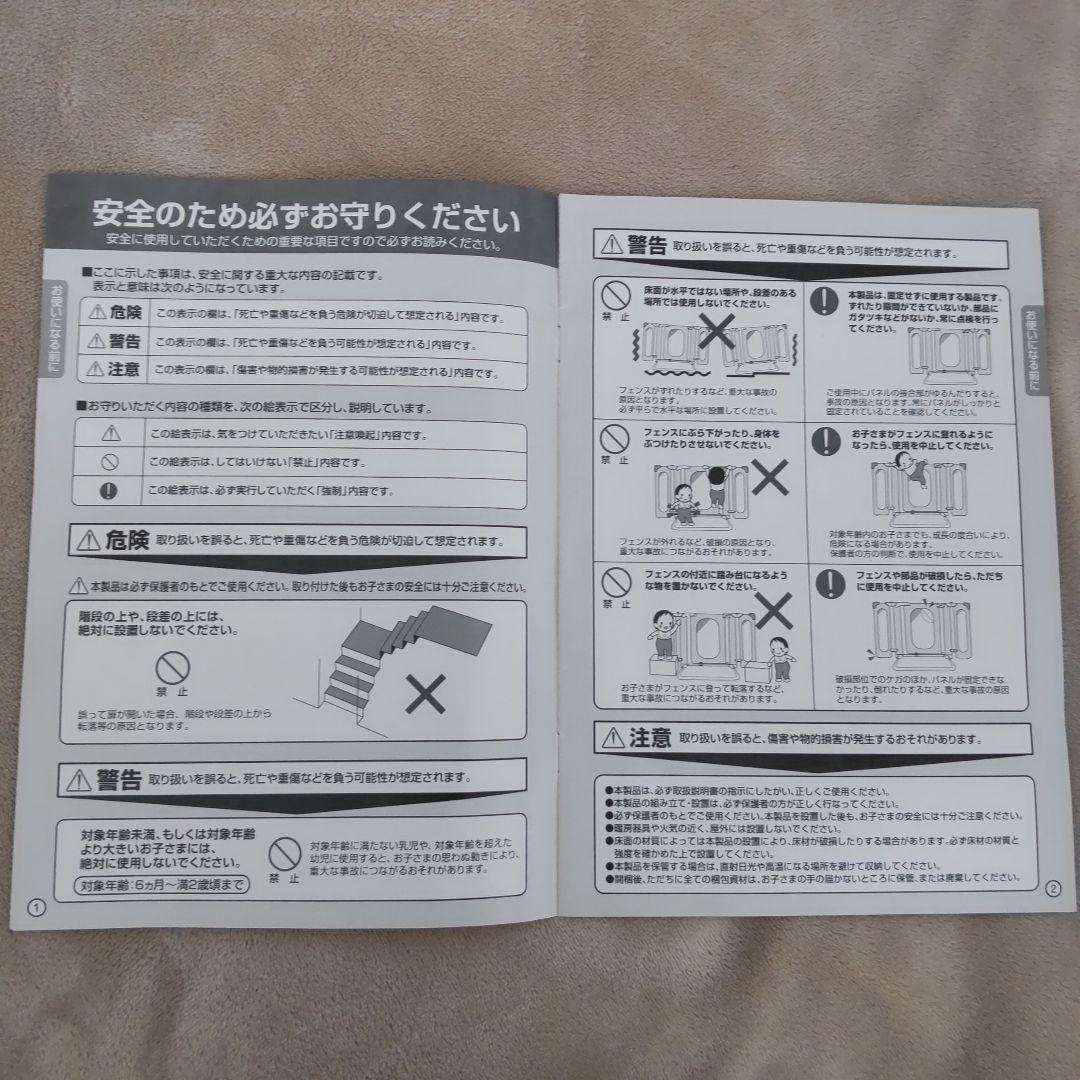 安全のため必ずお守りください
安全に使用していただくための重要な項目ですので必ずお読みください。
お使いになる前に
■ここに示した事項は、安全に関する重大な内容の記載です。
表示と意味は次のようになっています。
危険 この表示の欄は、「死亡や重傷などを負う危険が切迫して想定される」内容です。
警告 この表示の欄は、「死亡や重傷などを負う可能性が想定される」内容です。
注意 この表示の欄は、「傷害や物的損害が発生する可能性が想定される」内容です。
■お守りいただく内容の種類を、次の絵表示で区分し、説明しています。
この絵表示は、気をつけていただきたい「注意喚起」内容です。
この絵表示は、してはいけない「禁止」内容です。
この絵表示は、必ず実行していただく「強制」内容です。
危険 取り扱いを誤ると、死亡や重傷などを負う危険が切迫して想定されます。
本製品は必ず保護者のもとでご使用ください。取り付けた後もお子さまの安全には十分ご注意ください。
階段の上や、段差の上には、
絶対に設置しないでください。
禁止
誤って扉が開いた場合、階段や段差の上から
転落等の原因となります。
警告 取り扱いを誤ると、死亡や重傷などを負う可能性が想定されます。
対象年齢未満、もしくは対象年齢
より大きいお子さまには、
絶対に使用しないでください。
対象年齢:6ヵ月〜満2歳頃まで
禁止
対象年齢に満たない乳児や、対象年齢を超えた
幼児に使用すると、お子さまの思わぬ動きにより、
重大な事故につながるおそれがあります。
1
警告 取り扱いを誤ると、死亡や重傷などを負う可能性が想定されます。
床面が水平ではない場所や、段差のある
場所では使用しないでください。
禁止
フェンスがずれたりするなど、重大な事故の
原因となります。
必ず平らで水平な場所に設置してください。
本製品は、固定せずに使用する製品です。
ずれたり隙間ができていないか、部品に
ガタツキなどがないか、常に点検を行っ
てください。
ご使用中にパネルの接合部がゆるんだりすると、
事故の原因となります。常にパネルがしっかりと
固定されていることを確認してください。
フェンスにぶら下がったり、身体を
ぶつけたりさせないでください。
禁止
フェンスが外れるなど、破損の原因となり、
重大な事故につながるおそれがあります。
お子さまがフェンスに登れるように
なったら、使用を中止してください。
対象年齢内のお子さまでも、成長の度合いにより、
危険になる場合があります。
保護者の方の判断で、使用を中止してください。
フェンスの付近に踏み台になるよう
な物を置かないでください。
禁止
お子さまがフェンスに登って転落するなど、
重大な事故につながるおそれがあります。
フェンスや部品が破損したら、ただち
に使用を中止してください。
破損部位でのケガのほか、パネルが固定できな
かったり、倒れたりするなど、重大な事故の原因
となります。
お使いになる前に
注意 取り扱いを誤ると、傷害や物的損害が発生するおそれがあります。
●本製品は、必ず取扱説明書の指示にしたがい、正しくご使用ください。
●本製品の組み立て・設置は、必ず保護者の方が正しく行なってください。
●必ず保護者のもとでご使用ください。本製品を設置した後も、お子さまの安全には十分ご注意ください。
●暖房器具や火気の近く、屋外には設置しないでください。
●床面の材質によっては本製品の設置により、床材が破損したりする場合があります。必ず床材の材質と
強度を確かめた上で設置してください。
●本製品を保管する場合は、直射日光や高温になる場所を避けて収納してください。
●開梱後、ただちに全ての梱包資材は、お子さまの手の届かないところに保管、または廃棄してください。
2